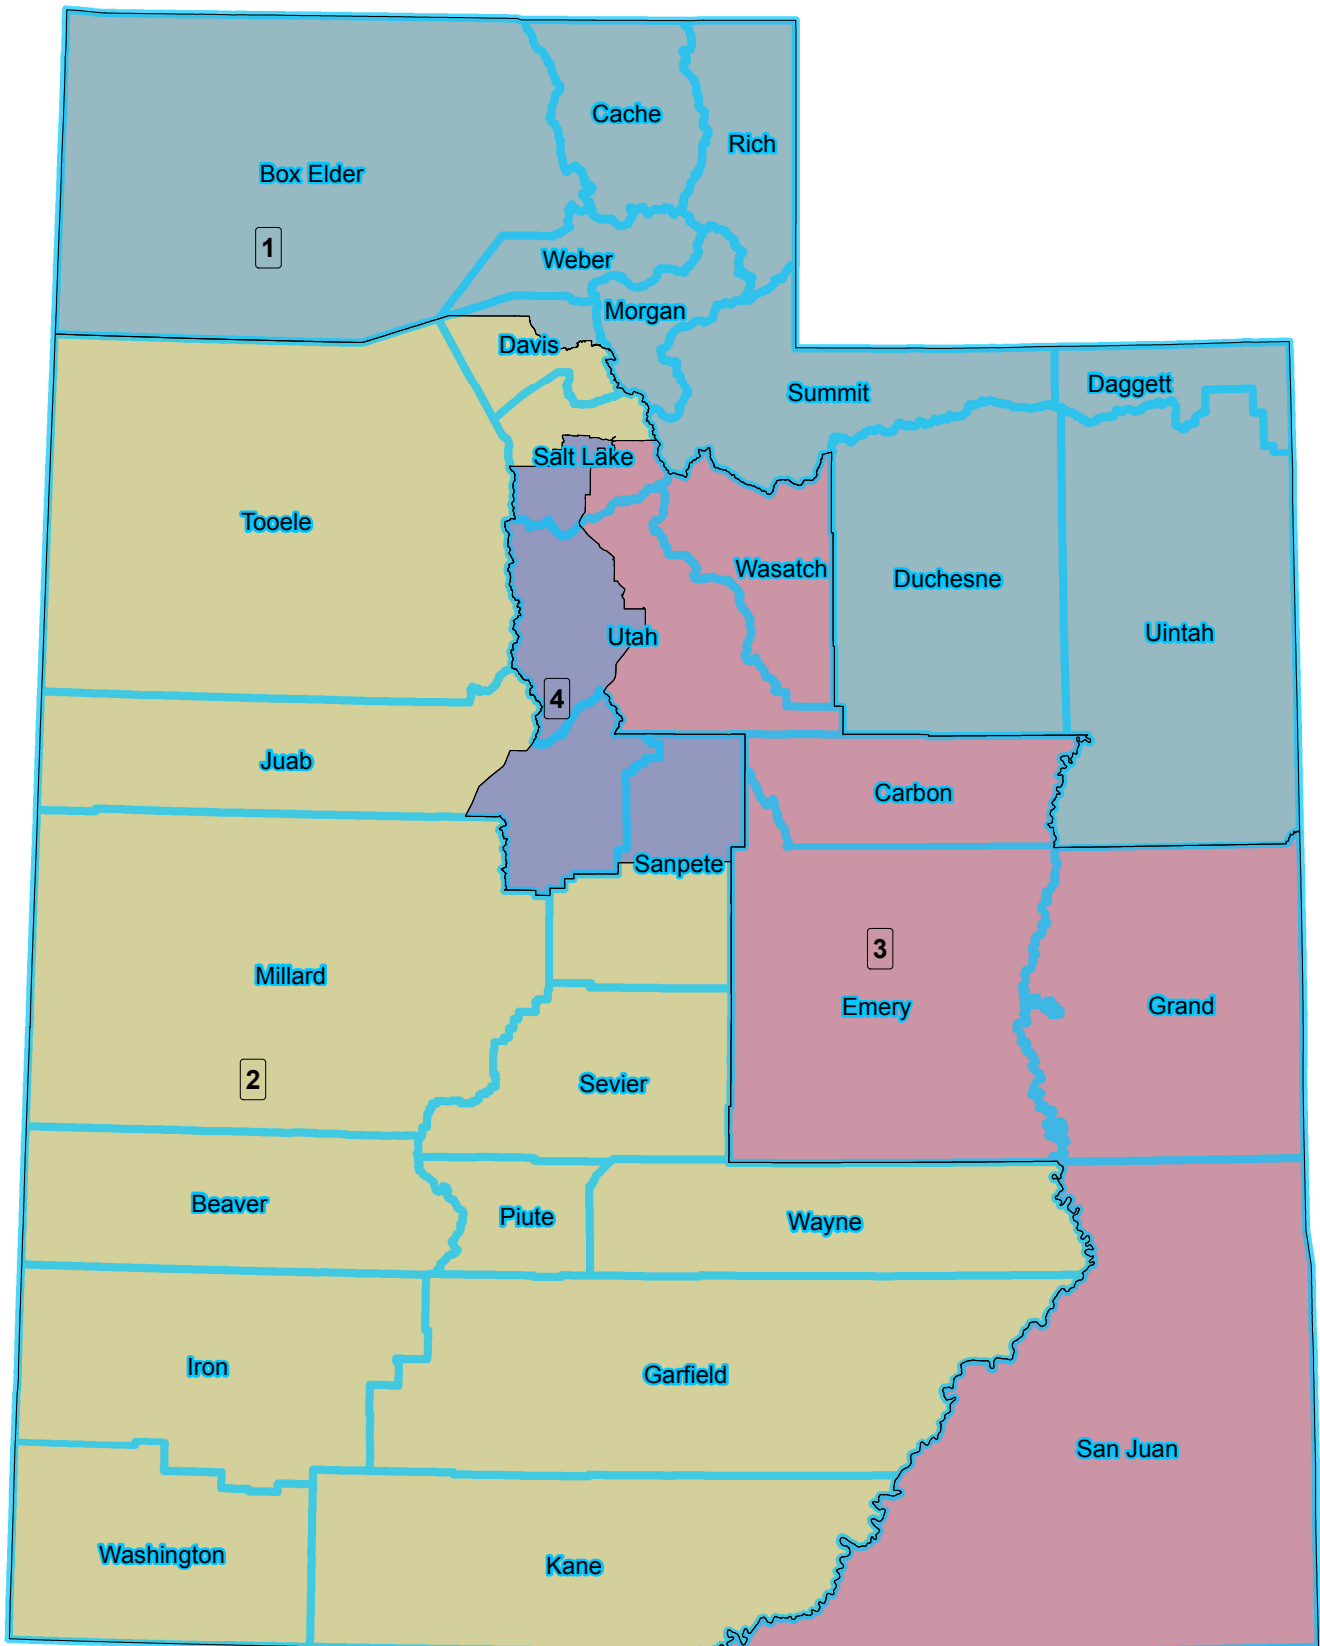 Cache
Rich
Box Elder
1
Weber
Morgan
Davis
Summit
Daggett
Salt Lake
Tooele
Wasatch
Duchesne
Uintah
Utah
4
Juab
Carbon
Sanpete
Millard
3
Emery
Grand
2
Sevier
Beaver
Piute
Wayne
Iron
Garfield
San Juan
Washington
Kane